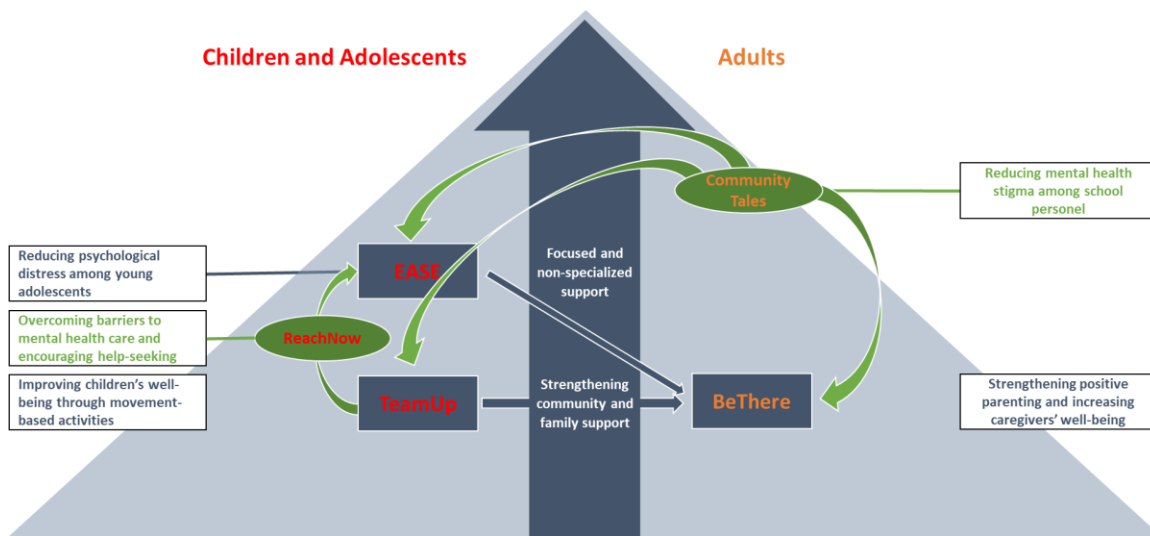 Children and Adolescents
Adults
Community
Tales
Reducing mental health
stigma among school
personel
Reducing psychological
distress among young
adolescents
EASE
Focused and
non-specialized
support
Overcoming barriers to
mental health care and
encouraging help-seeking
ReachNow
Improving children's well-
being through movement-
based activities
TeamUp
Strengthening
community and
family support
BeThere
Strengthening positive
parenting and increasing
caregivers' well-being